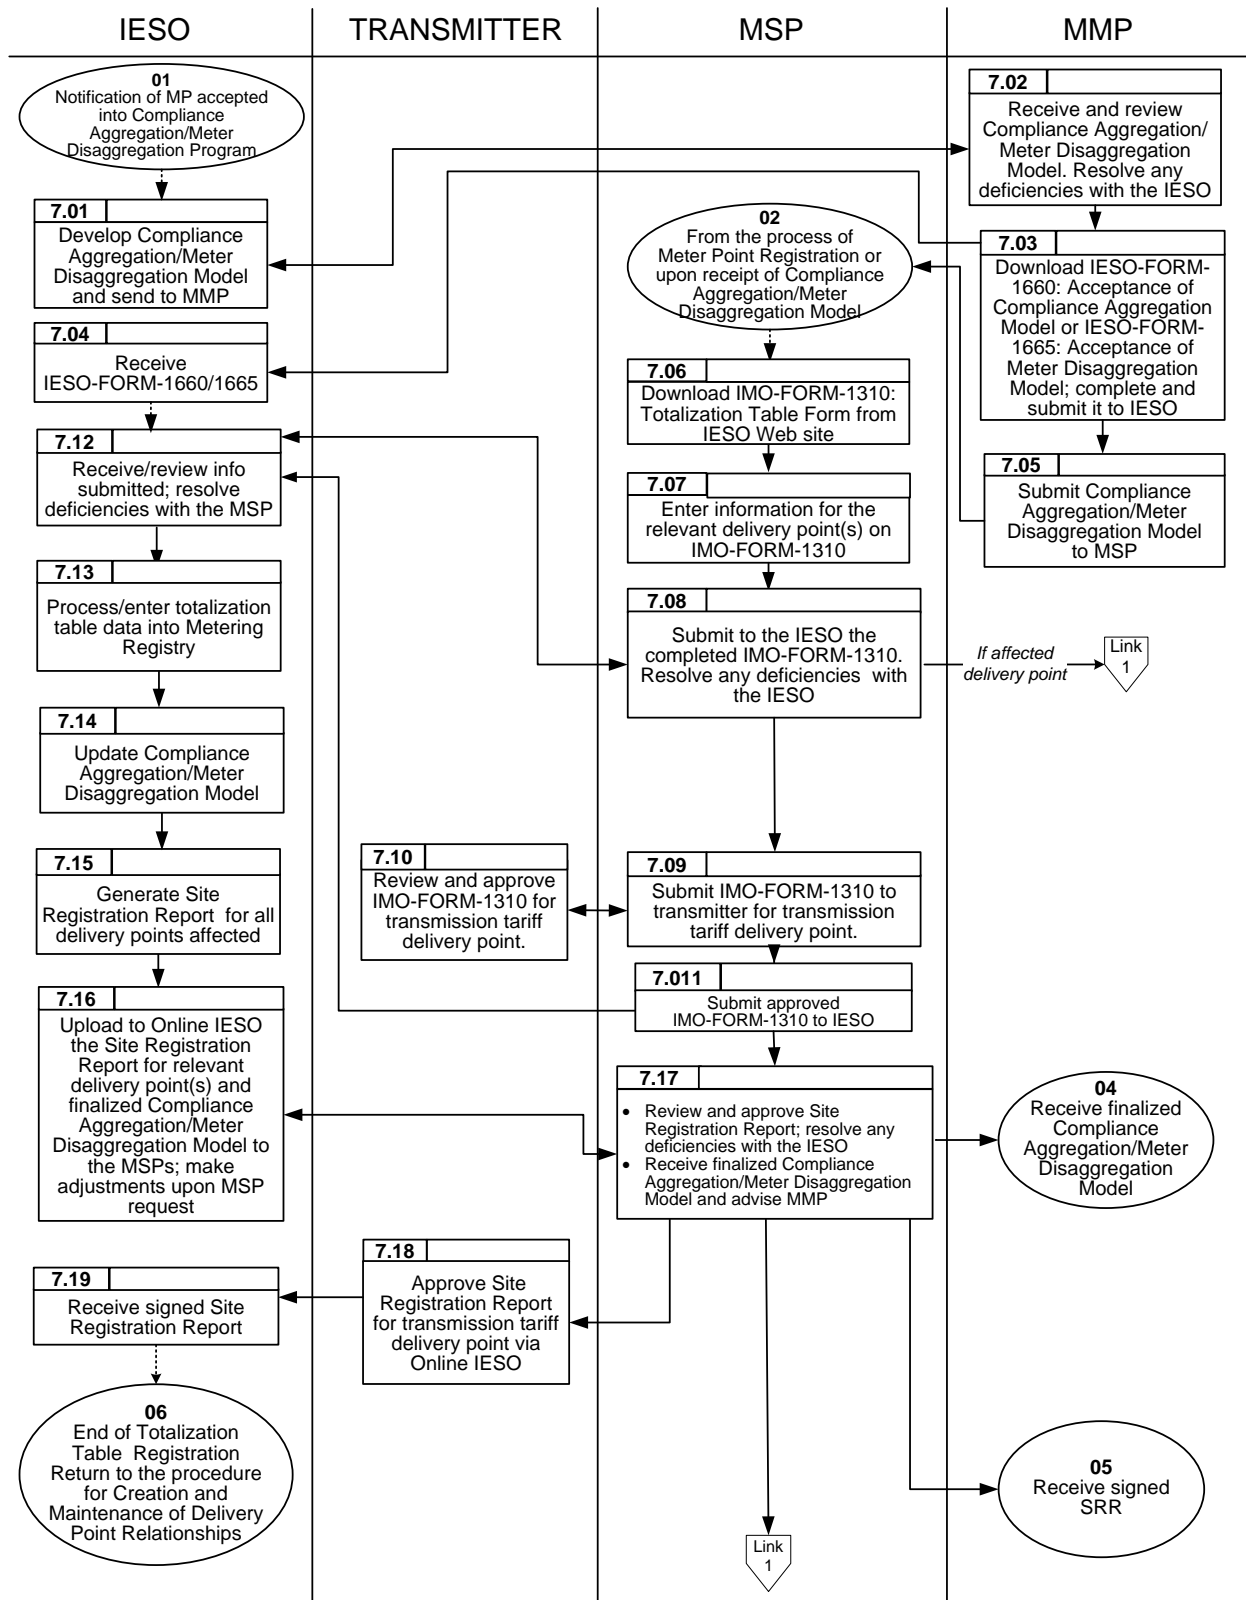 IESO
TRANSMITTER
MSP
MMP
01
Notification of MP accepted
into Compliance
Aggregation/Meter
Disaggregation Program
7.01
Develop Compliance
Aggregation/Meter
Disaggregation Model
and send to MMP
7.04
Receive
IESO-FORM-1660/1665
7.12
Receive/review info
submitted; resolve
deficiencies with the MSP
7.13
Process/enter totalization
table data into Metering
Registry
7.14
Update Compliance
Aggregation/Meter
Disaggregation Model
7.15
Generate Site
Registration Report for all
delivery points affected
7.16
Upload to Online IESO
the Site Registration
Report for relevant
delivery point(s) and
finalized Compliance
Aggregation/Meter
Disaggregation Model to
the MSPs; make
adjustments upon MSP
request
7.19
Receive signed Site
Registration Report
06
End of Totalization
Table Registration
Return to the procedure
for Creation and
Maintenance of Delivery
Point Relationships
7.10
Review and approve
IMO-FORM-1310 for
transmission tariff
delivery point.
7.18
Approve Site
Registration Report
for transmission tariff
delivery point via
Online IESO
02
From the process of
Meter Point Registration or
upon receipt of Compliance
Aggregation/Meter
Disaggregation Model
7.06
Download IMO-FORM-1310:
Totalization Table Form from
IESO Web site
7.07
Enter information for the
relevant delivery point(s) on
IMO-FORM-1310
7.08
Submit to the IESO the
completed IMO-FORM-1310.
Resolve any deficiencies with
the IESO
7.09
Submit IMO-FORM-1310 to
transmitter for transmission
tariff delivery point.
7.011
Submit approved
IMO-FORM-1310 to IESO
7.17
• Review and approve Site
Registration Report; resolve any
deficiencies with the IESO
• Receive finalized Compliance
Aggregation/Meter Disaggregation
Model and advise MMP
Link
1
7.02
Receive and review
Compliance Aggregation/
Meter Disaggregation
Model. Resolve any
deficiencies with the IESO
7.03
Download IESO-FORM-
1660: Acceptance of
Compliance Aggregation
Model or IESO-FORM-
1665: Acceptance of
Meter Disaggregation
Model; complete and
submit it to IESO
7.05
Submit Compliance
Aggregation/Meter
Disaggregation Model
to MSP
If affected
delivery point
Link
1
04
Receive finalized
Compliance
Aggregation/Meter
Disaggregation
Model
05
Receive signed
SRR